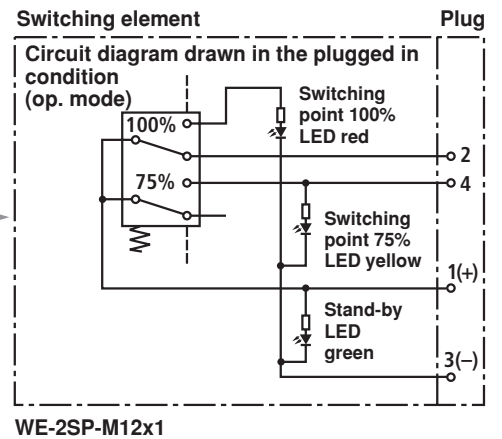 Switching element
Plug
Circuit diagram drawn in the plugged in
condition
(op. mode)
Switching
point 100%
LED red
100%
2
75%
4
Switching
point 75%
LED yellow
1(+)
Stand-by
LED
green
3(–)
WE-2SP-M12x1